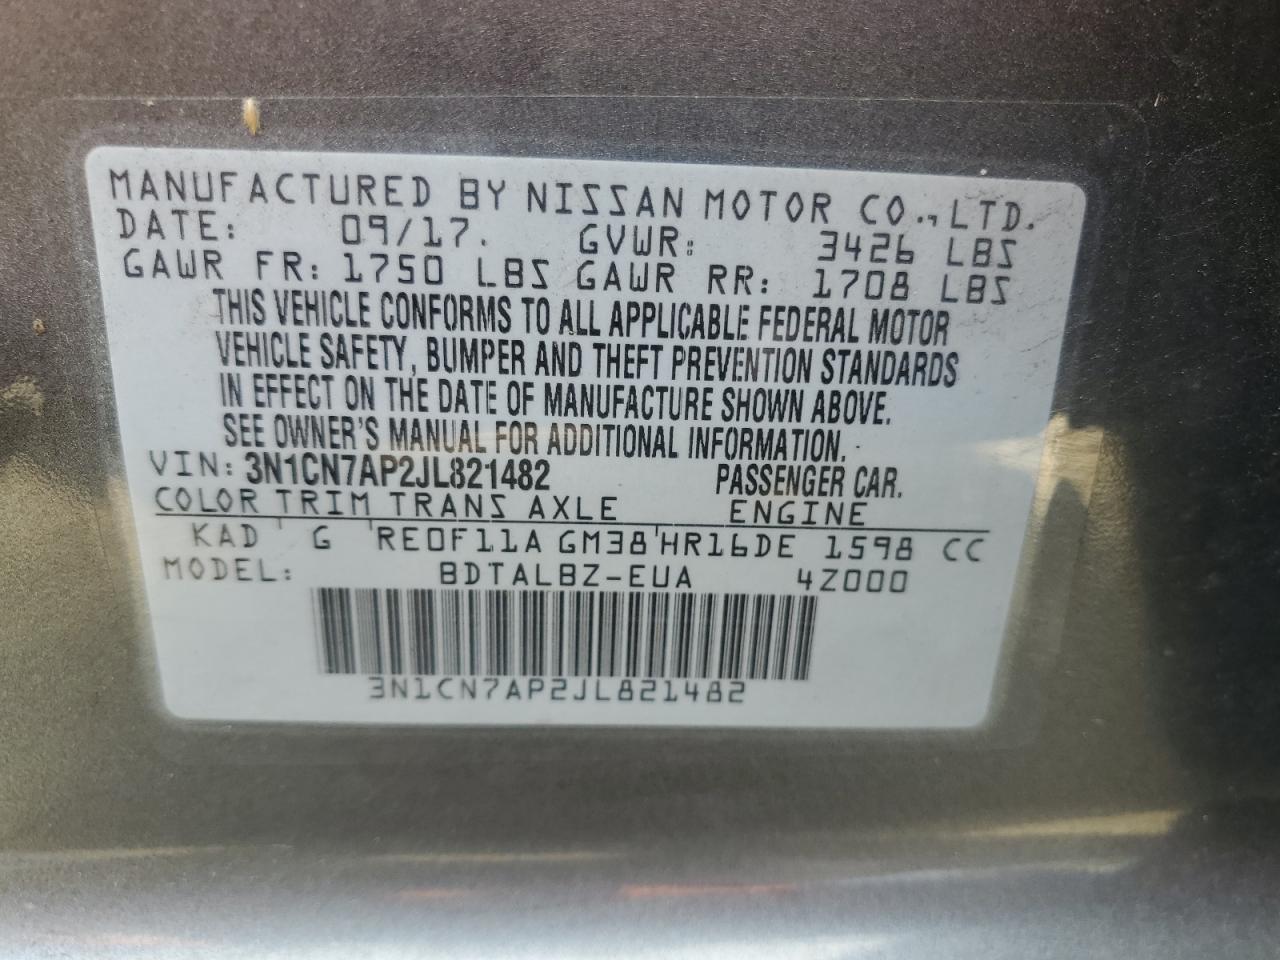 MANUFACTURED BY NISSAN MOTOR CO., LTD.
DATE: 09/17. GVWR: 3426 LBS
GAWR FR: 1750 LBS GAWR RR: 1708 LBS
THIS VEHICLE CONFORMS TO ALL APPLICABLE FEDERAL MOTOR
VEHICLE SAFETY, BUMPER AND THEFT PREVENTION STANDARDS
IN EFFECT ON THE DATE OF MANUFACTURE SHOWN ABOVE.
SEE OWNER'S MANUAL FOR ADDITIONAL INFORMATION.
VIN: 3N1CN7AP2JL821482 PASSENGER CAR.
COLOR TRIM TRANS AXLE ENGINE
KAD G RE0F11A GM38 HR16DE 1598 CC
MODEL: BDTALBZ-EUA 4Z000
3N1CN7AP2JL821482